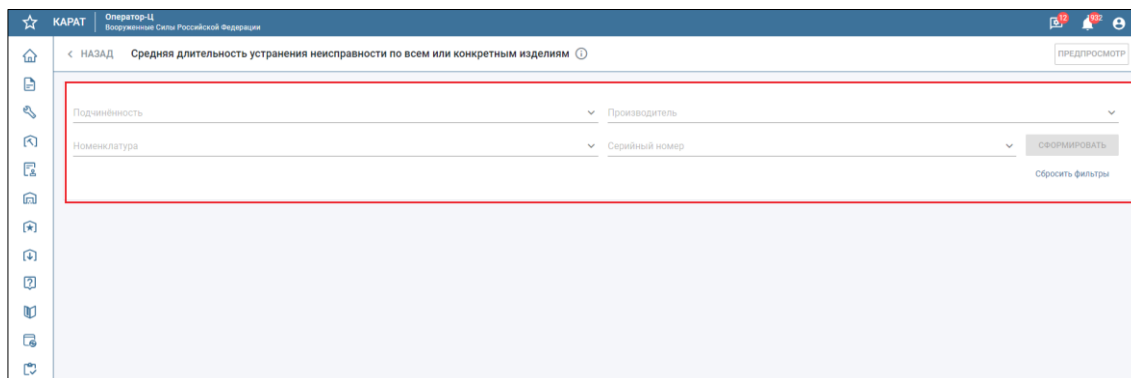 КАРАТ
Оператор-Ц
Вооруженные Силы Российской Федерации
12
932
НАЗАД
Средняя длительность устранения неисправности по всем или конкретным изделиям
ПРЕДПРОСМОТР
Подчинённость
Производитель
Номенклатура
Серийный номер
СФОРМИРОВАТЬ
Сбросить фильтры